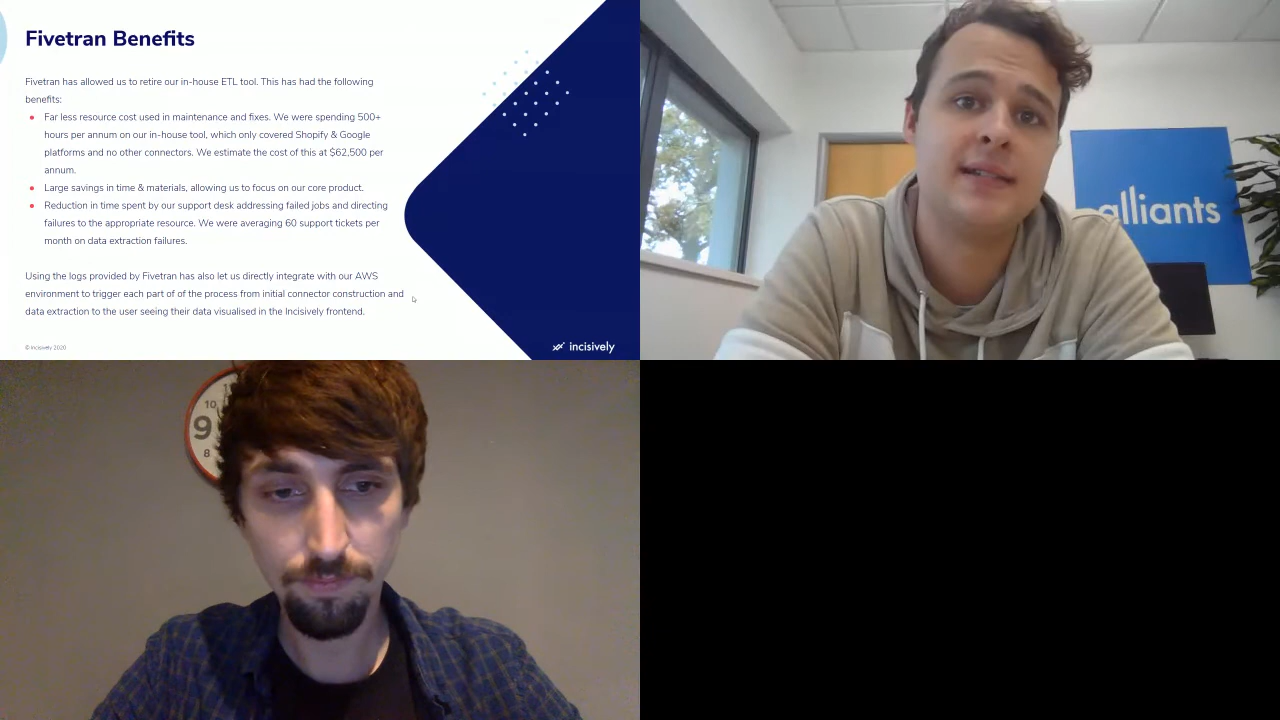 Fivetran Benefits
Fivetran has allowed us to retire our in-house ETL tool. This has had the following
benefits:
Far less resource cost used in maintenance and fixes. We were spending 500+
hours per annum on our in-house tool, which only covered Shopify & Google
platforms and no other connectors. We estimate the cost of this at $62,500 per
annum.
Large savings in time & materials, allowing us to focus on our core product.
Reduction in time spent by our support desk addressing failed jobs and directing
failures to the appropriate resource. We were averaging 60 support tickets per
month on data extraction failures.
Using the logs provided by Fivetran has also let us directly integrate with our AWS
environment to trigger each part of of the process from initial connector construction and
data extraction to the user seeing their data visualised in the Incisively frontend.
© Incisively 2020
incisively
alliants
10
9
8